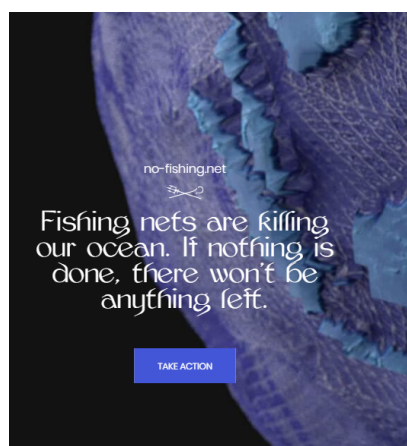 no-fishing.net
Fishing nets are killing
our ocean. If nothing is
done, there won't be
anything left.
TAKE ACTION